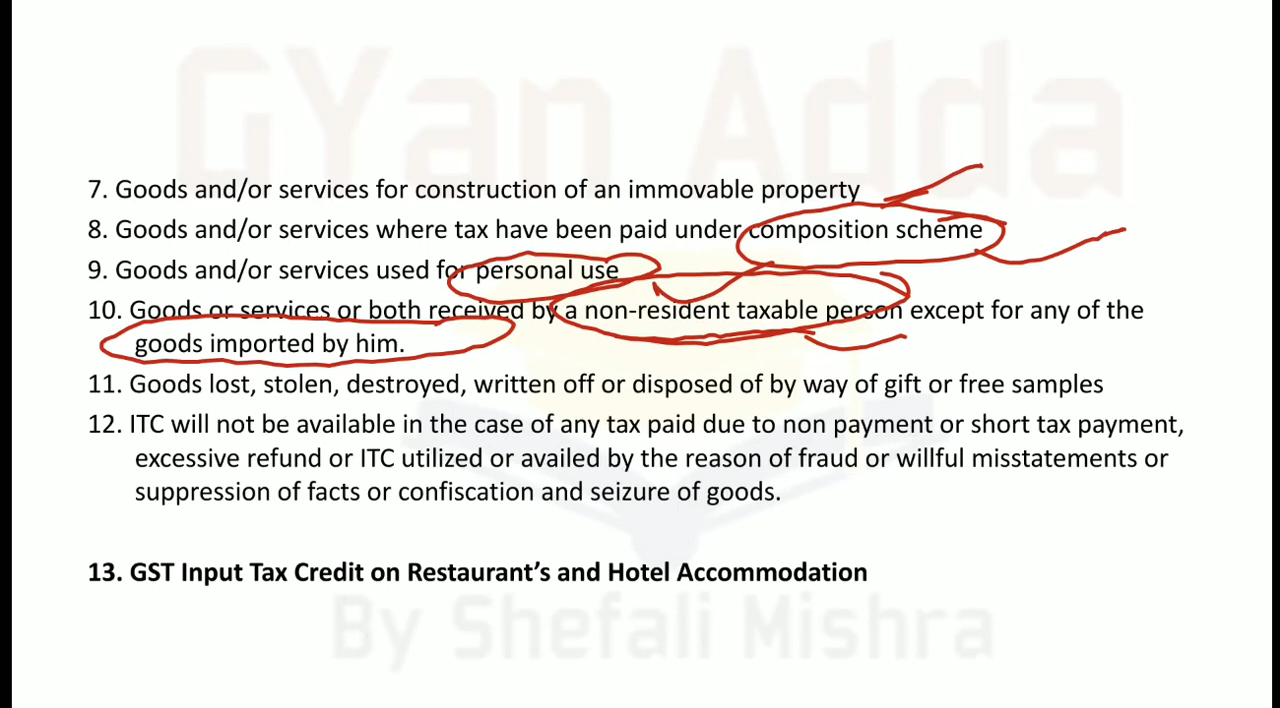 GYan Adda
7. Goods and/or services for construction of an immovable property
8. Goods and/or services where tax have been paid under composition scheme
9. Goods and/or services used for personal use
10. Goods or services or both received by a non-resident taxable person except for any of the
goods imported by him.
11. Goods lost, stolen, destroyed, written off or disposed of by way of gift or free samples
12. ITC will not be available in the case of any tax paid due to non payment or short tax payment,
excessive refund or ITC utilized or availed by the reason of fraud or willful misstatements or
suppression of facts or confiscation and seizure of goods.
13. GST Input Tax Credit on Restaurant’s and Hotel Accommodation
By Shefali Mishra